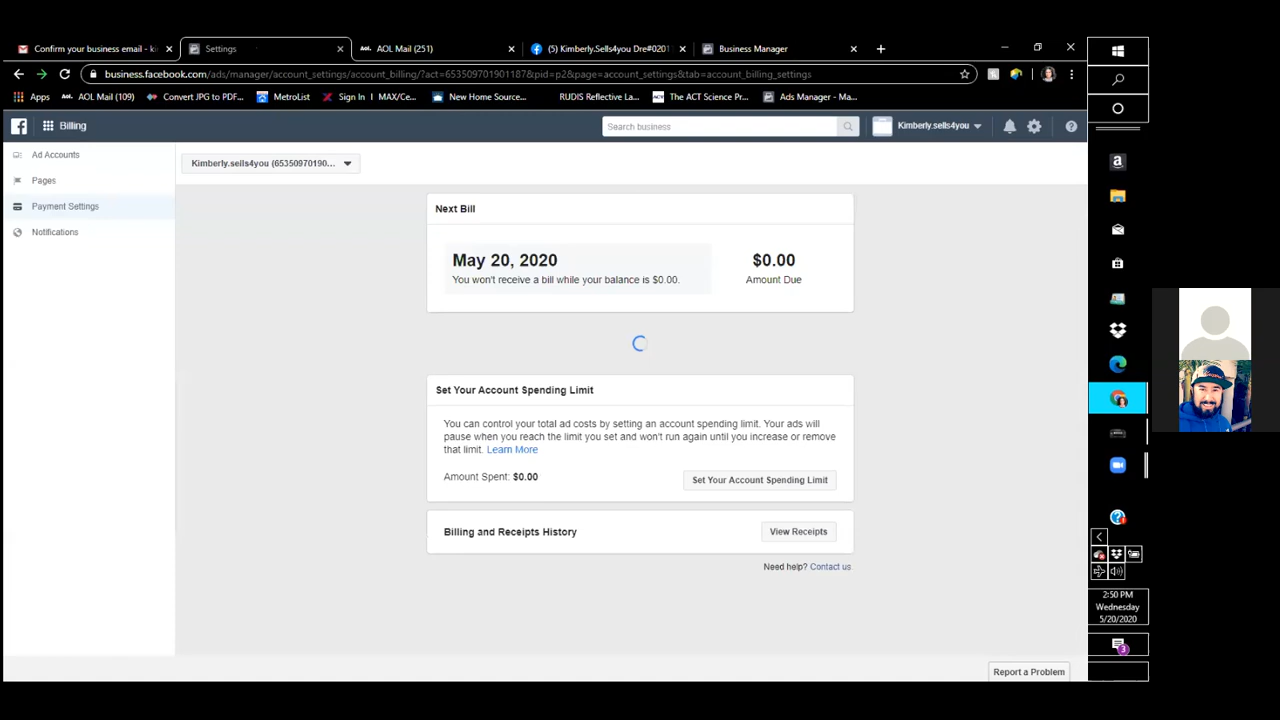 Confirm your business email - ki
Settings
AOL Mail (251)
(5) Kimberly.Sells4you Dre#0201
Business Manager
business.facebook.com/ads/manager/account_settings/account_billing/?act=653509701901187&pid=p2&page=account_settings&tab=account_billing_settings
Apps
Aol. AOL Mail (109)
Convert JPG to PDF...
MetroList
Sign In | MAX/Ce...
New Home Source...
RUDIS Reflective La...
ACT The ACT Science Pr...
Ads Manager - Ma...
Billing
Search business
Kimberly.sells4you
Ad Accounts
Pages
Payment Settings
Notifications
Kimberly.sells4you (65350970190...
Next Bill
May 20, 2020
$0.00
You won't receive a bill while your balance is $0.00.
Amount Due
Set Your Account Spending Limit
You can control your total ad costs by setting an account spending limit. Your ads will
pause when you reach the limit you set and won't run again until you increase or remove
that limit. Learn More
Amount Spent: $0.00
Set Your Account Spending Limit
Billing and Receipts History
View Receipts
Need help? Contact us
Report a Problem
2:50 PM
Wednesday
5/20/2020
3